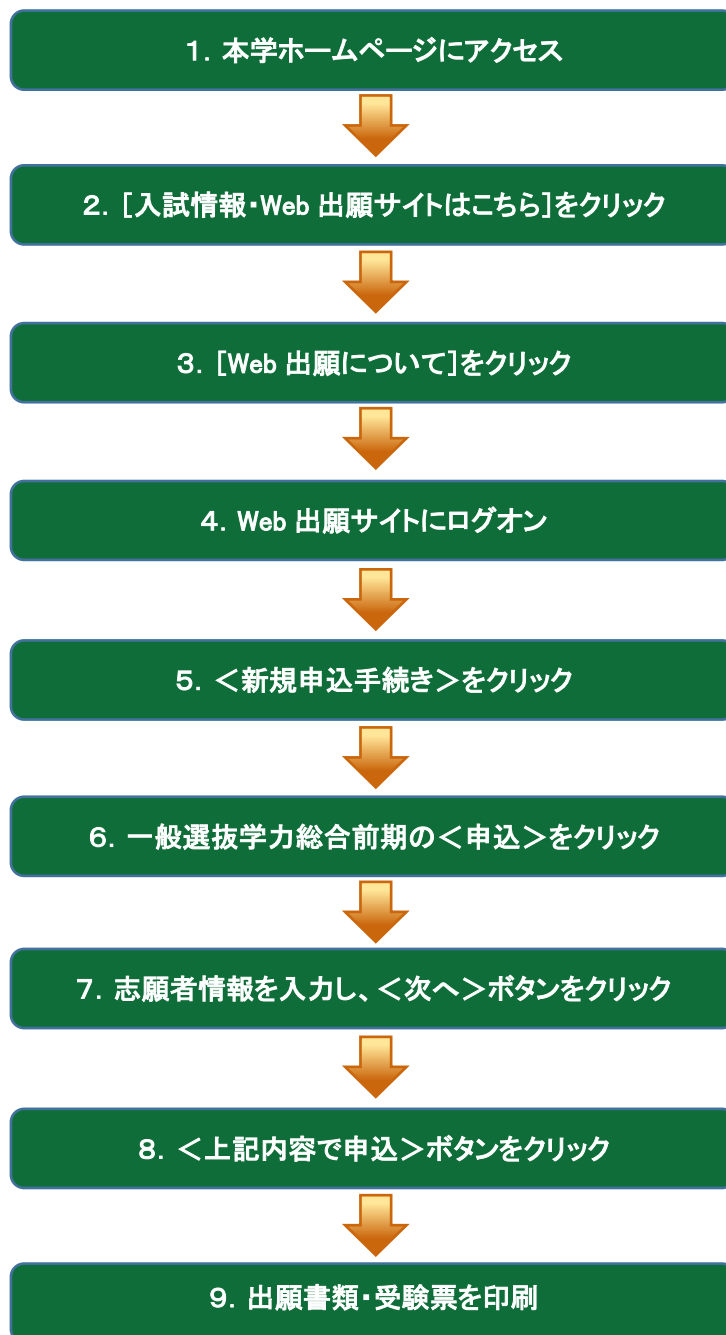 1. 本学ホームページにアクセス
2. [入試情報・Web 出願サイトはこちら]をクリック
3. [Web 出願について]をクリック
4. Web 出願サイトにログオン
5. ＜新規申込手続き＞をクリック
6. 一般選抜学力総合前期の＜申込＞をクリック
7. 志願者情報を入力し、＜次へ＞ボタンをクリック
8. ＜上記内容で申込＞ボタンをクリック
9. 出願書類・受験票を印刷